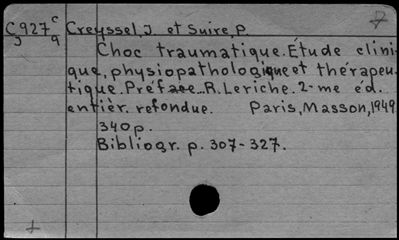 C927c Creyssel, J. et Suire, P.
J q
Choc traumatique. Étude clini-
que, physiopathologique et thérapeu-
tique. Préface R. Leriche. 2-me éd.
entièr. refondue. Paris, Masson, 1949
340 p.
Bibliogr. p. 307-327.